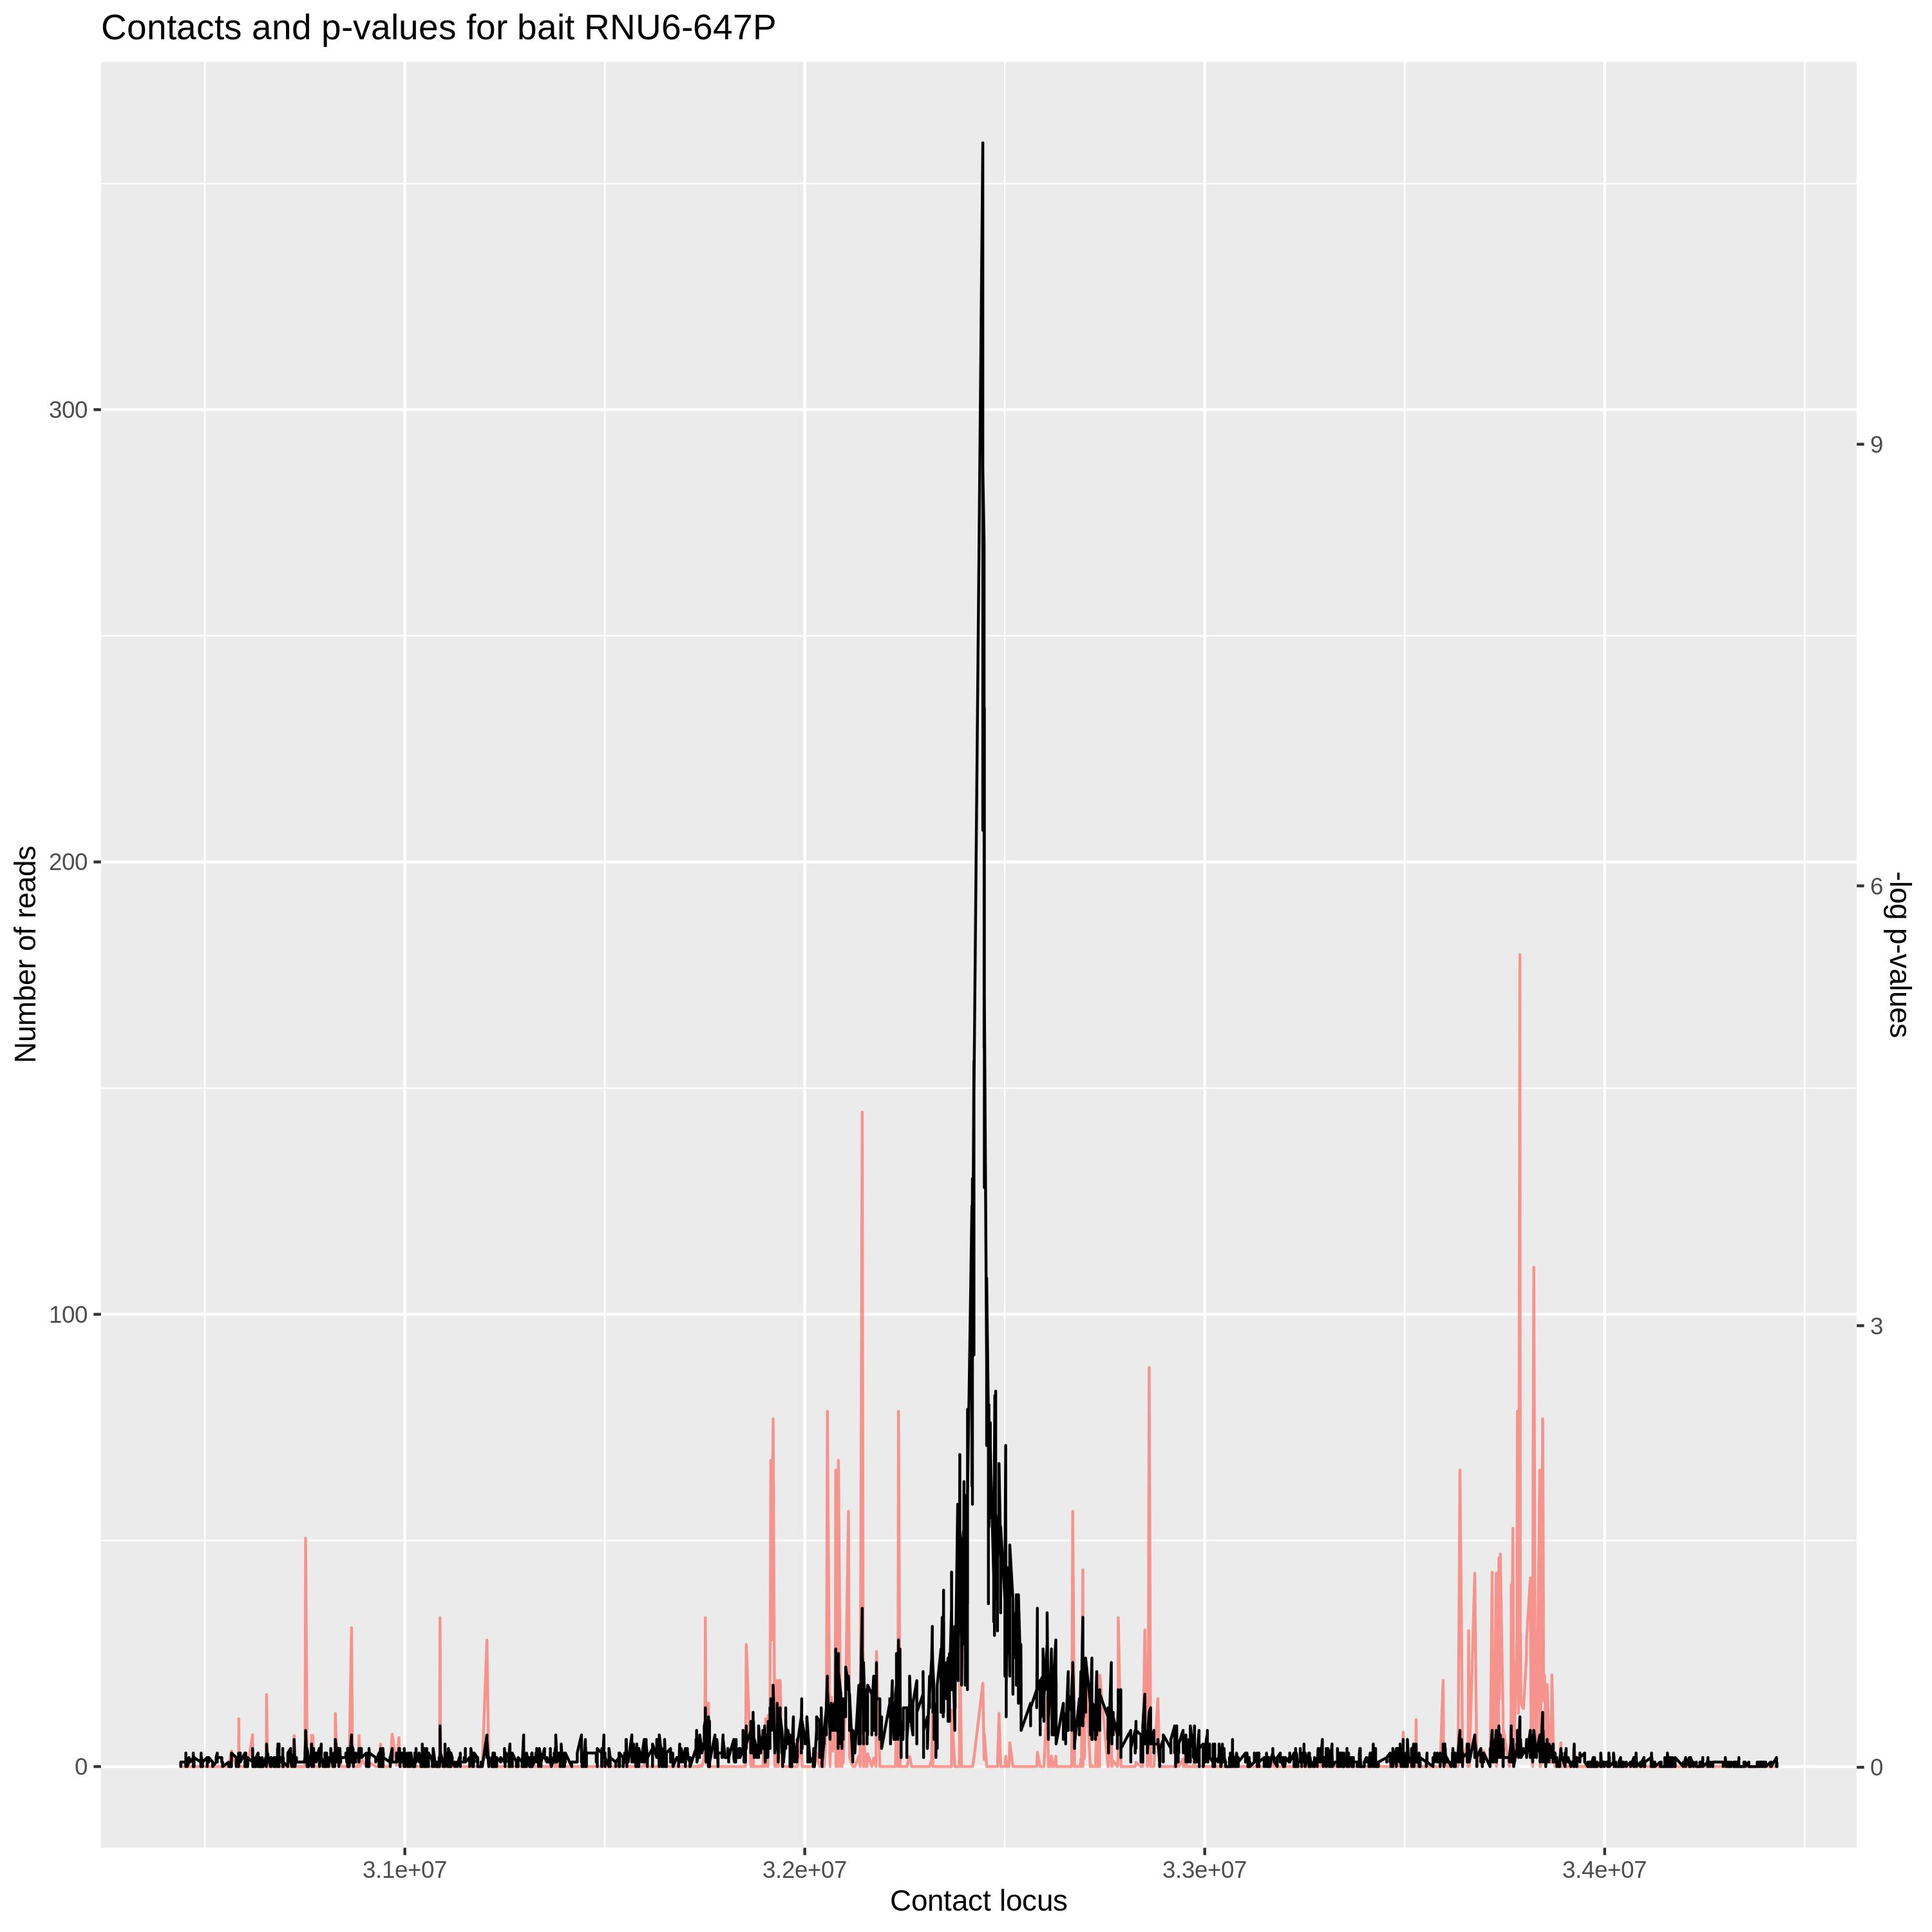 Contacts and p-values for bait RNU6-647P
300
200
100
0
Number of reads
9
6
3
0
-log p-values
3.1e+07
3.2e+07
3.3e+07
3.4e+07
Contact locus